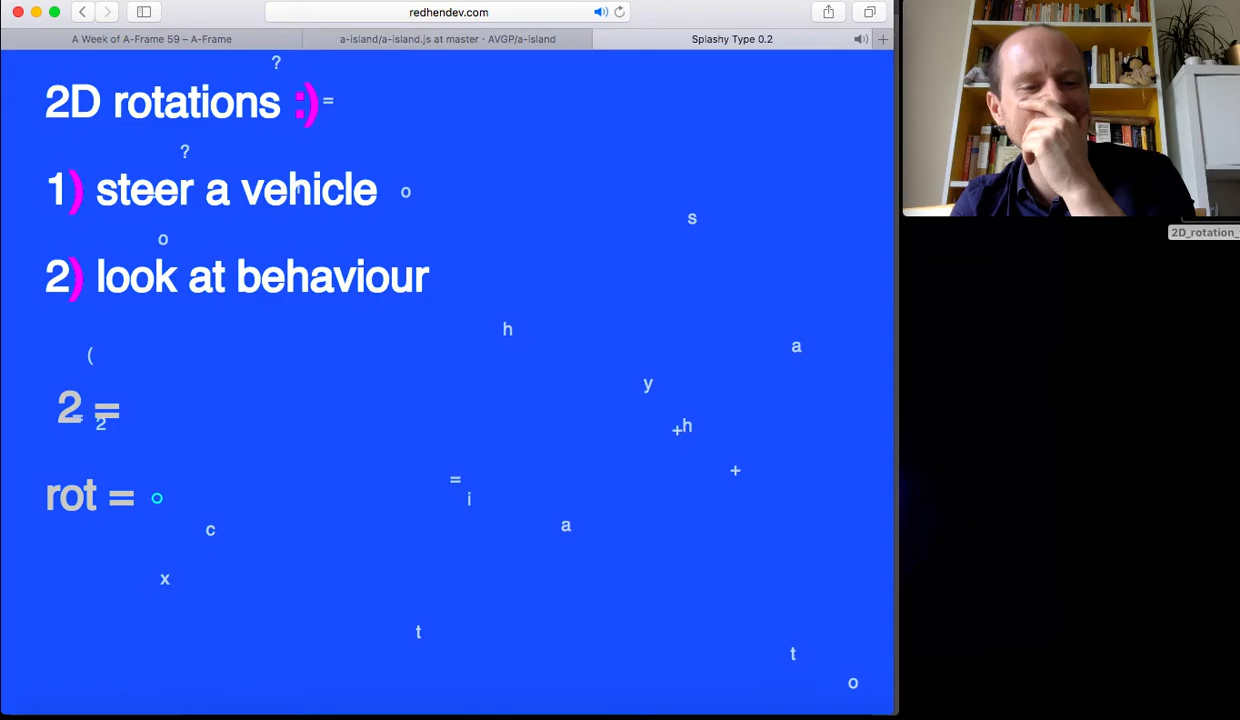 redhendev.com
A Week of A-Frame 59 – A-Frame
a-island/a-island.js at master · AVGP/a-island
Splashy Type 0.2
?
2D rotations :) =
?
1) steer a vehicle o
s
o
2) look at behaviour
h
a
(
y
2 =
= 2
+h
+
=
rot = o
i
a
c
x
t
t
o
2D_rotation_